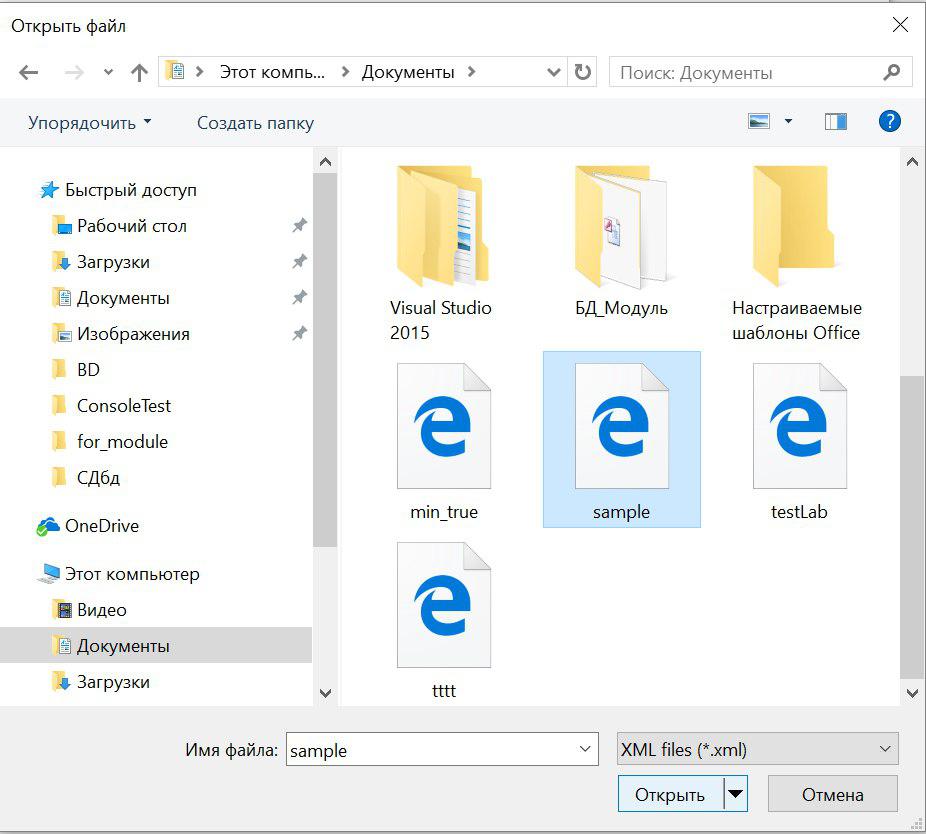 Открыть файл
Этот компь... Документы
Поиск: Документы
Упорядочить
Создать папку
?
Быстрый доступ
Рабочий стол
Загрузки
Документы
Изображения
BD
ConsoleTest
for_module
СДбд
OneDrive
Этот компьютер
Видео
Документы
Загрузки
Visual Studio
2015
БД_Модуль
Настраиваемые
шаблоны Office
min_true
sample
testLab
tttt
Имя файла:
sample
XML files (*.xml)
Открыть
Отмена